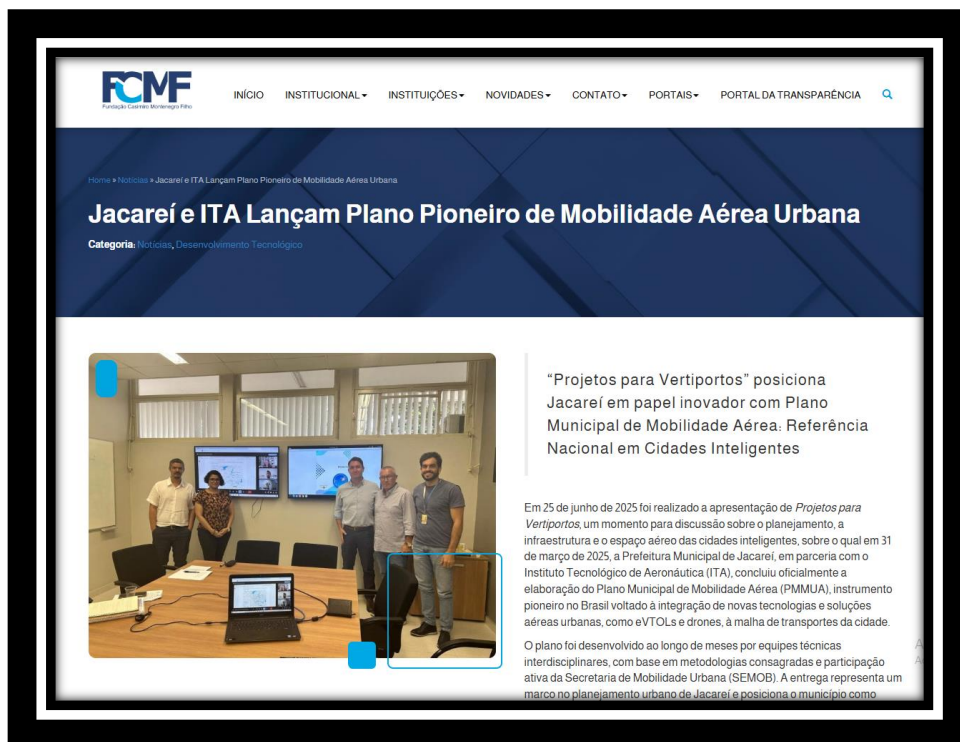 FCMF
Fundação Casimiro Montenegro Filho
INÍCIO INSTITUCIONAL INSTITUIÇÕES NOVIDADES CONTATO PORTAIS PORTAL DA TRANSPARÊNCIA
Home » Notícias » Jacareí e ITA Lançam Plano Pioneiro de Mobilidade Aérea Urbana
Jacareí e ITA Lançam Plano Pioneiro de Mobilidade Aérea Urbana
Categoria: Notícias, Desenvolvimento Tecnológico
“Projetos para Vertiportos” posiciona
Jacareí em papel inovador com Plano
Municipal de Mobilidade Aérea: Referência
Nacional em Cidades Inteligentes
Em 25 de junho de 2025 foi realizado a apresentação de Projetos para
Vertiportos, um momento para discussão sobre o planejamento, a
infraestrutura e o espaço aéreo das cidades inteligentes, sobre o qual em 31
de março de 2025, a Prefeitura Municipal de Jacareí, em parceria com o
Instituto Tecnológico de Aeronáutica (ITA), concluiu oficialmente a
elaboração do Plano Municipal de Mobilidade Aérea (PMMUA), instrumento
pioneiro no Brasil voltado à integração de novas tecnologias e soluções
aéreas urbanas, como eVTOLs e drones, à malha de transportes da cidade.
O plano foi desenvolvido ao longo de meses por equipes técnicas
interdisciplinares, com base em metodologias consagradas e participação
ativa da Secretaria de Mobilidade Urbana (SEMOB). A entrega representa um
marco no planejamento urbano de Jacareí e posiciona o município como